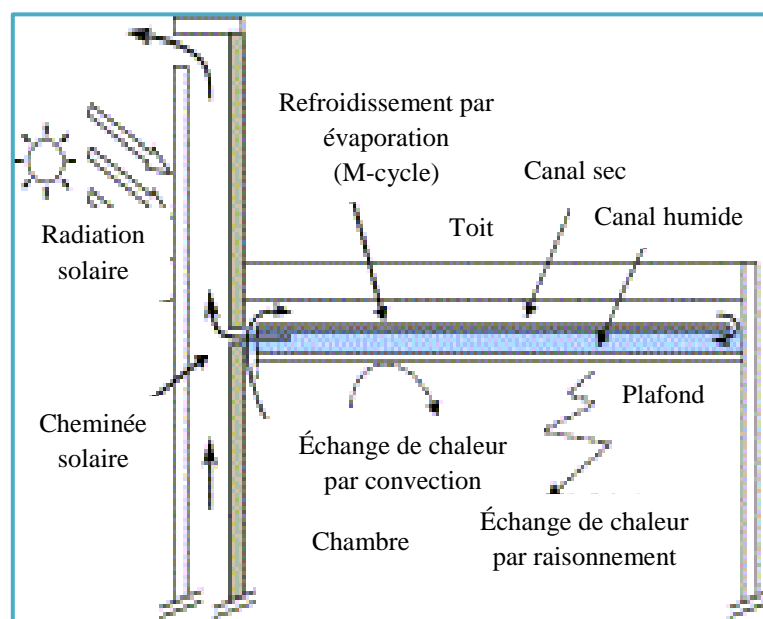 Refroidissement par
évaporation
(M-cycle)
Canal sec
Canal humide
Toit
Radiation
solaire
Plafond
Cheminée
solaire
Échange de chaleur
par convection
Échange de chaleur
par raisonnement
Chambre